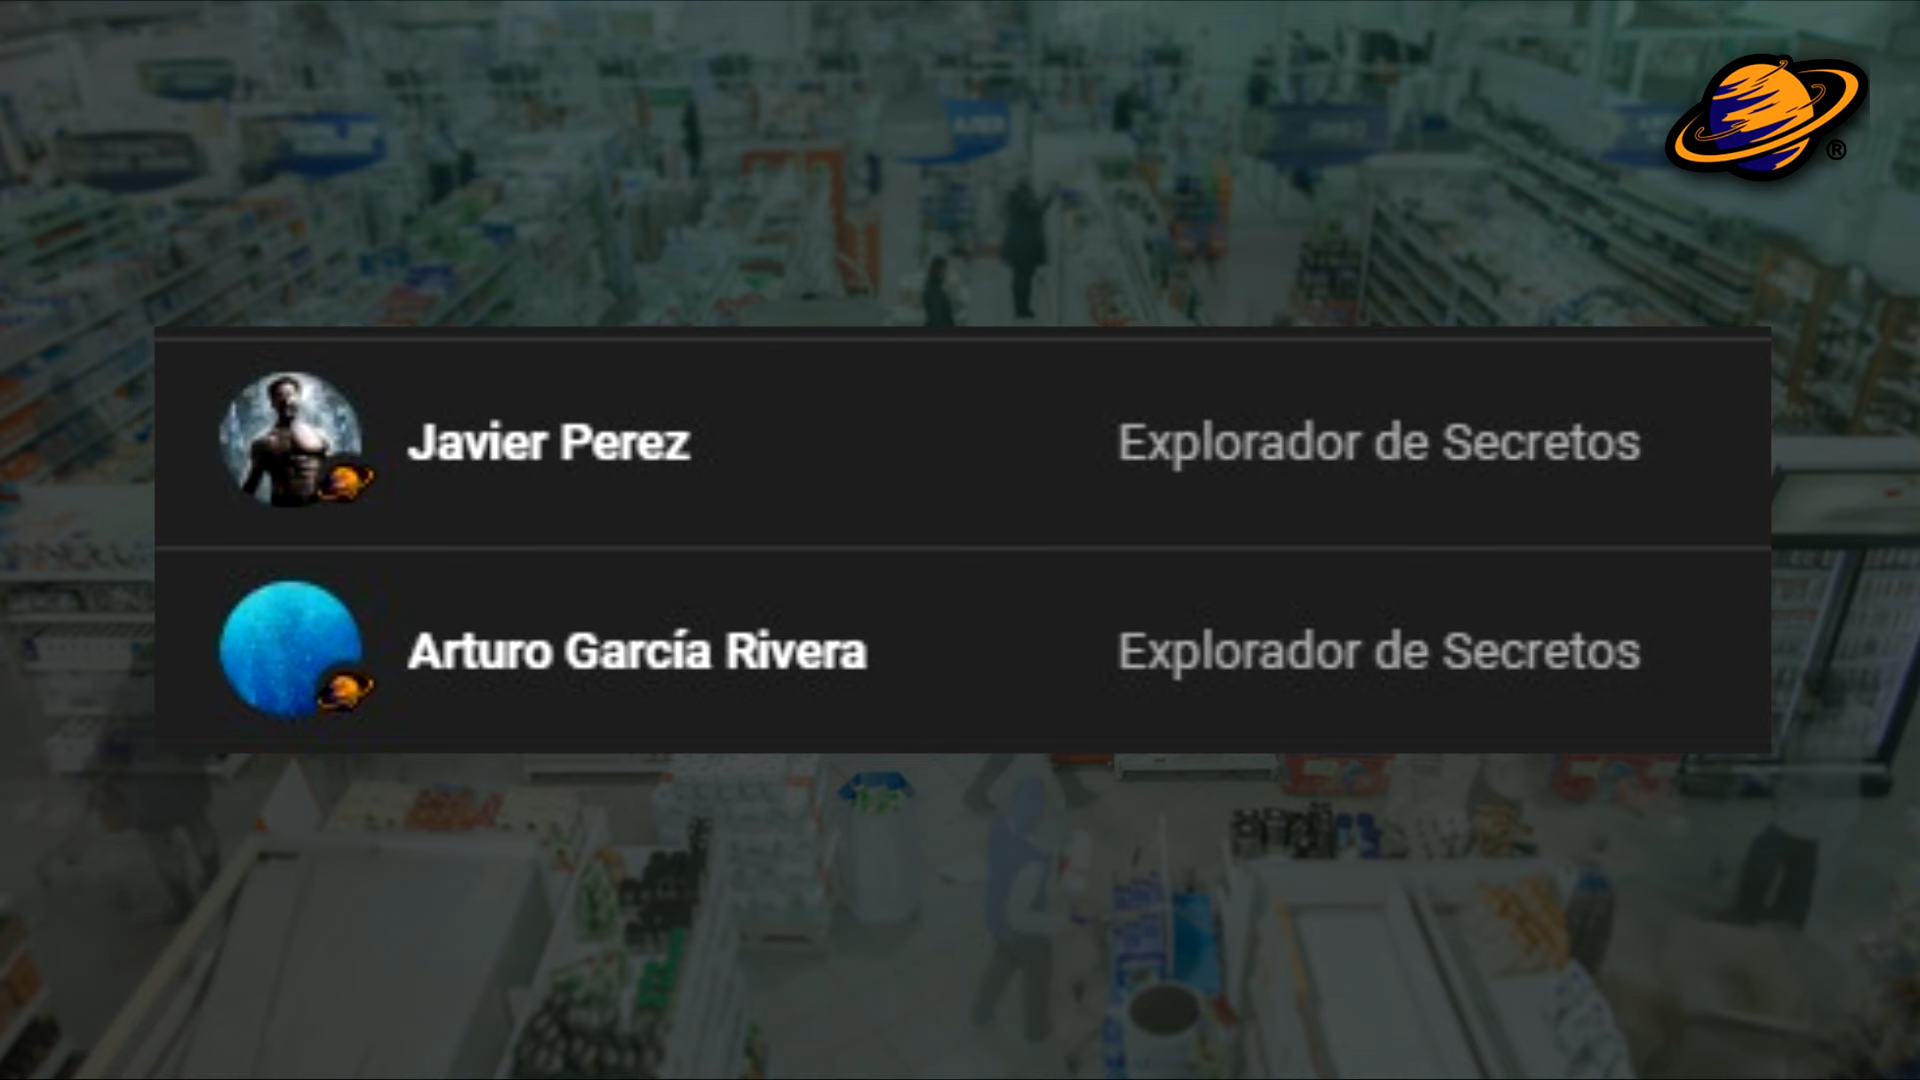 ®
Javier Perez
Explorador de Secretos
Arturo García Rivera
Explorador de Secretos